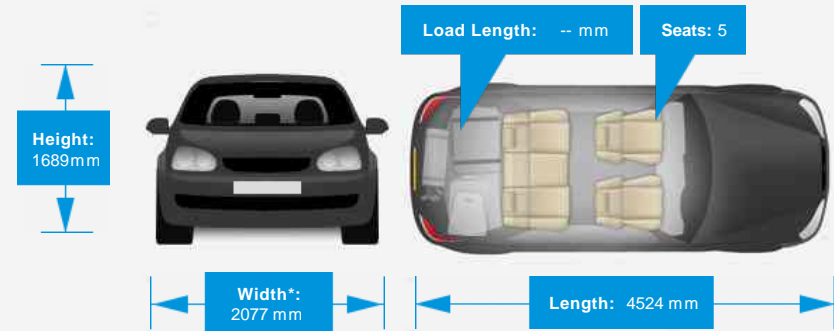 Load Length: -- mm
Seats: 5
Height:
1689mm
Width*:
2077 mm
Length: 4524 mm